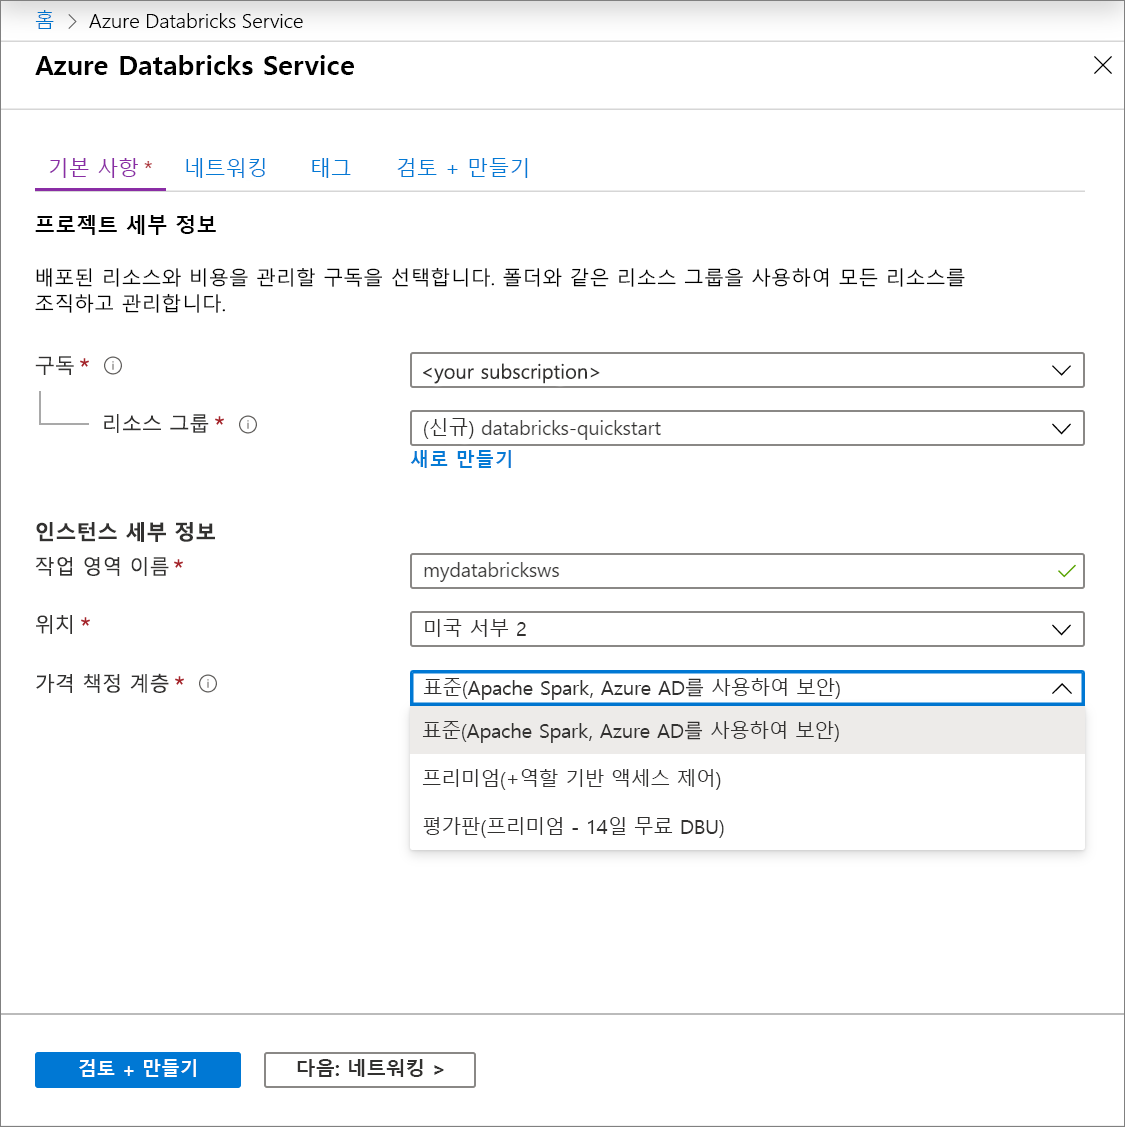 홈 > Azure Databricks Service
Azure Databricks Service
기본 사항 * 네트워킹 태그 검토 + 만들기
프로젝트 세부 정보
배포된 리소스와 비용을 관리할 구독을 선택합니다. 폴더와 같은 리소스 그룹을 사용하여 모든 리소스를
조직하고 관리합니다.
구독 * <your subscription>
리소스 그룹 * (신규) databricks-quickstart
새로 만들기
인스턴스 세부 정보
작업 영역 이름 * mydatabricksws
위치 * 미국 서부 2
가격 책정 계층 * 표준(Apache Spark, Azure AD를 사용하여 보안)
표준(Apache Spark, Azure AD를 사용하여 보안)
프리미엄(+역할 기반 액세스 제어)
평가판(프리미엄 - 14일 무료 DBU)
검토 + 만들기 다음: 네트워킹 >